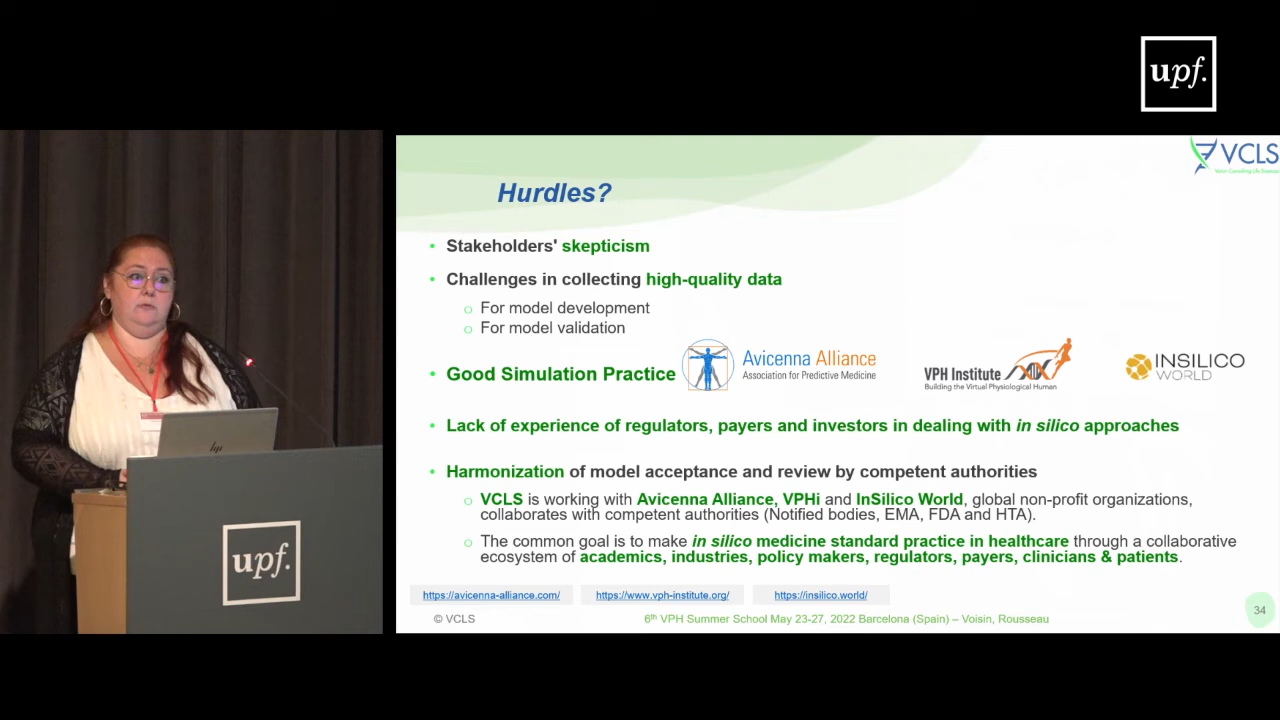 upf.
VCLS
Hurdles?
• Stakeholders' skepticism
• Challenges in collecting high-quality data
o For model development
o For model validation
• Good Simulation Practice
Avicenna Alliance
Association for Predictive Medicine
VPH Institute
Building the Virtual Physiological Human
INSILICO
WORLD
• Lack of experience of regulators, payers and investors in dealing with in silico approaches
• Harmonization of model acceptance and review by competent authorities
o VCLS is working with Avicenna Alliance, VPHi and InSilico World, global non-profit organizations,
collaborates with competent authorities (Notified bodies, EMA, FDA and HTA).
o The common goal is to make in silico medicine standard practice in healthcare through a collaborative
ecosystem of academics, industries, policy makers, regulators, payers, clinicians & patients.
https://avicenna-alliance.com/
https://www.vph-institute.org/
https://insilico.world/
© VCLS
6th VPH Summer School May 23-27, 2022 Barcelona (Spain) – Voisin, Rousseau
34
hp
upf.